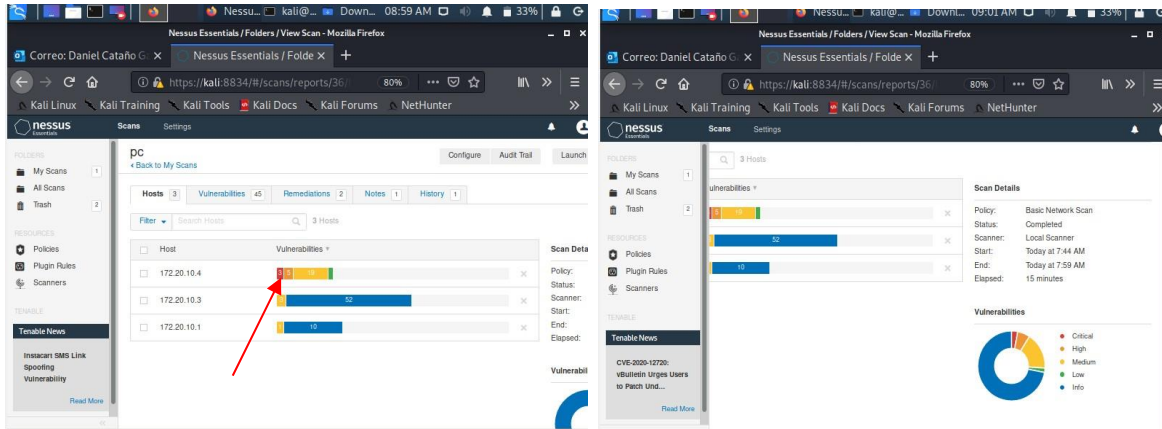 Nessu... kali@... Down... 08:59 AM 33%
Nessus Essentials / Folders / View Scan - Mozilla Firefox
Correo: Daniel Cataño G
Nessus Essentials / Folde
https://kali:8834/#/scans/reports/36/ 80%
Kali Linux Kali Training Kali Tools Kali Docs Kali Forums NetHunter
nessus Essentials Scans Settings
FOLDERS
My Scans 1
All Scans
Trash 2
RESOURCES
Policies
Plugin Rules
Scanners
TENABLE
Tenable News
Instacart SMS Link
Spoofing
Vulnerability
Read More
pc
Back to My Scans
Configure Audit Trail Launch
Hosts 3 Vulnerabilities 45 Remediations 2 Notes 1 History 1
Filter Search Hosts 3 Hosts
Host Vulnerabilities
172.20.10.4 3 5
172.20.10.3 52
172.20.10.1 10
Scan Deta
Policy:
Status:
Scanner:
Start:
End:
Elapsed:
Vulnerabil
Nessu... kali@... Downl... 09:01 AM 33%
Nessus Essentials / Folders / View Scan - Mozilla Firefox
Correo: Daniel Cataño G
Nessus Essentials / Folde
https://kali:8834/#/scans/reports/36/ 80%
Kali Linux Kali Training Kali Tools Kali Docs Kali Forums NetHunter
nessus Essentials Scans Settings
FOLDERS
My Scans 1
All Scans
Trash 2
RESOURCES
Policies
Plugin Rules
Scanners
TENABLE
Tenable News
CVE-2020-12720:
vBulletin Urges Users
to Patch Und...
Read More
3 Hosts
ulnerabilities
5
52
10
Scan Details
Policy: Basic Network Scan
Status: Completed
Scanner: Local Scanner
Start: Today at 7:44 AM
End: Today at 7:59 AM
Elapsed: 15 minutes
Vulnerabilities
Critical
High
Medium
Low
Info